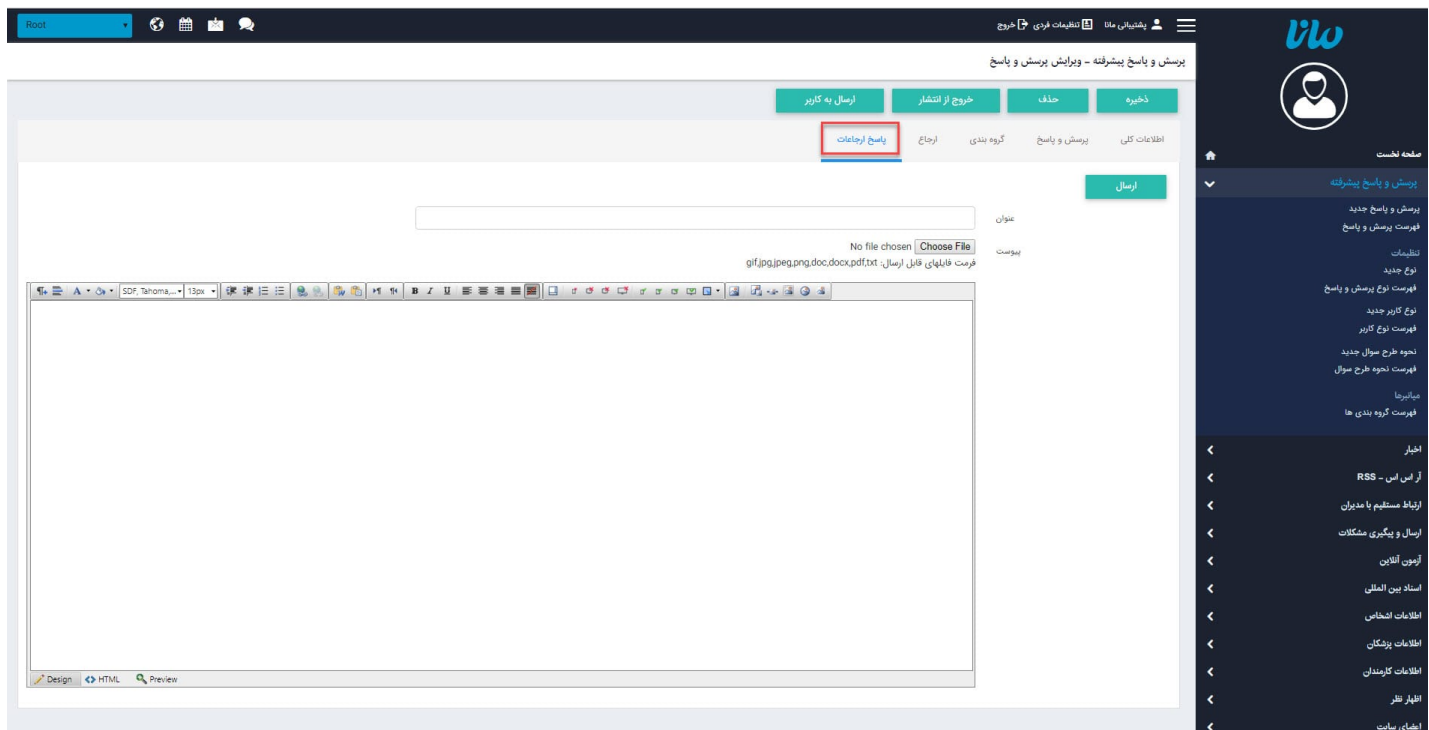 مانا
پشتیبانی مانا تنظیمات فردی خروج
Root
پرسش و پاسخ پیشرفته - ویرایش پرسش و پاسخ
ذخیره حذف خروج از انتشار ارسال به کاربر
اطلاعات کلی پرسش و پاسخ گروه بندی ارجاع پاسخ ارجاعات
ارسال
عنوان
پیوست
Choose File No file chosen
فرمت فایلهای قابل ارسال: gif,jpg,jpeg,png,doc,docx,pdf,txt
SDF, Tahoma,... 13px B I U
Design HTML Preview
صفحه نخست
پرسش و پاسخ پیشرفته
پرسش و پاسخ جدید
فهرست پرسش و پاسخ
تنظیمات
نوع جدید
فهرست نوع پرسش و پاسخ
نوع کاربر جدید
فهرست نوع کاربر
نحوه طرح سوال جدید
فهرست نحوه طرح سوال
میانبرها
فهرست گروه بندی ها
اخبار
آر اس اس - RSS
ارتباط مستقیم با مدیران
ارسال و پیگیری مشکلات
آزمون آنلاین
اسناد بین المللی
اطلاعات اشخاص
اطلاعات پزشکان
اطلاعات کارمندان
اظهار نظر
اعضای سایت